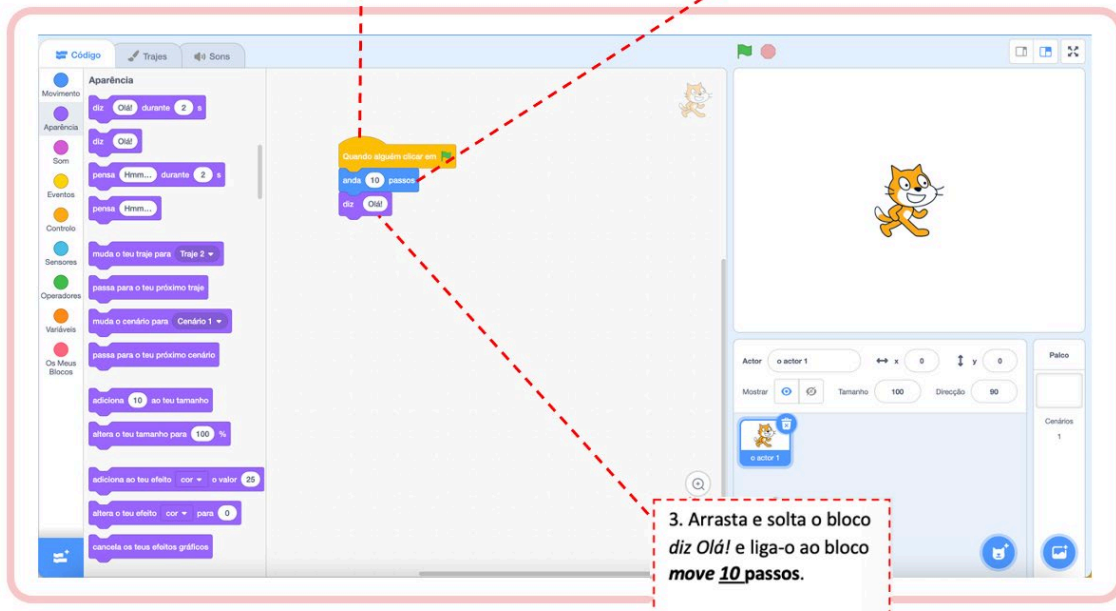 Código Trajes Sons
Movimento
Aparência
Som
Eventos
Controlo
Sensores
Operadores
Variáveis
Os Meus
Blocos
Aparência
diz Olá! durante 2 s
diz Olá!
pensa Hmm... durante 2 s
pensa Hmm...
muda o teu traje para Traje 2
passa para o teu próximo traje
muda o cenário para Cenário 1
passa para o teu próximo cenário
adiciona 10 ao teu tamanho
altera o teu tamanho para 100 %
adiciona ao teu efeito cor o valor 25
altera o teu efeito cor para 0
cancela os teus efeitos gráficos
Quando alguém clicar em
anda 10 passos
diz Olá!
Actor o actor 1 x 0 y 0
Mostrar Tamanho 100 Direcção 90
o actor 1
Palco
Cenários
1
3. Arrasta e solta o bloco
diz Olá! e liga-o ao bloco
move 10 passos.